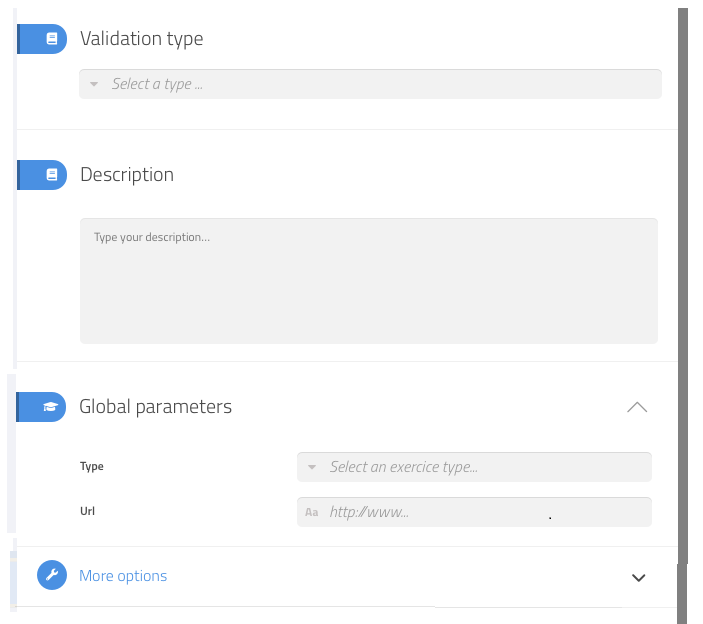 Validation type
Select a type ...
Description
Type your description...
Global parameters
Type
Select an exercice type...
Url
Aa http://www...
More options